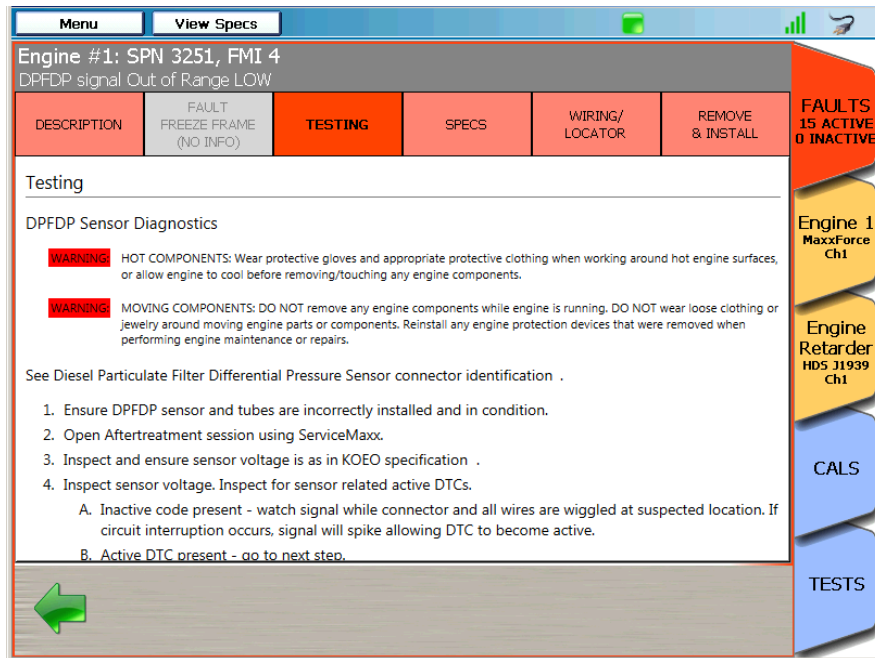 Menu
View Specs
Engine #1: SPN 3251, FMI 4
DPFDP signal Out of Range LOW
DESCRIPTION
FAULT
FREEZE FRAME
(NO INFO)
TESTING
SPECS
WIRING/
LOCATOR
REMOVE
& INSTALL
FAULTS
15 ACTIVE
0 INACTIVE
Testing
DPFDP Sensor Diagnostics
WARNING: HOT COMPONENTS: Wear protective gloves and appropriate protective clothing when working around hot engine surfaces,
or allow engine to cool before removing/touching any engine components.
WARNING: MOVING COMPONENTS: DO NOT remove any engine components while engine is running. DO NOT wear loose clothing or
jewelry around moving engine parts or components. Reinstall any engine protection devices that were removed when
performing engine maintenance or repairs.
See Diesel Particulate Filter Differential Pressure Sensor connector identification .
1. Ensure DPFDP sensor and tubes are incorrectly installed and in condition.
2. Open Aftertreatment session using ServiceMaxx.
3. Inspect and ensure sensor voltage is as in KOEO specification .
4. Inspect sensor voltage. Inspect for sensor related active DTCs.
A. Inactive code present - watch signal while connector and all wires are wiggled at suspected location. If
circuit interruption occurs, signal will spike allowing DTC to become active.
B. Active DTC present - go to next step.
Engine 1
MaxxForce
Ch1
Engine
Retarder
HDS J1939
Ch1
CALS
TESTS